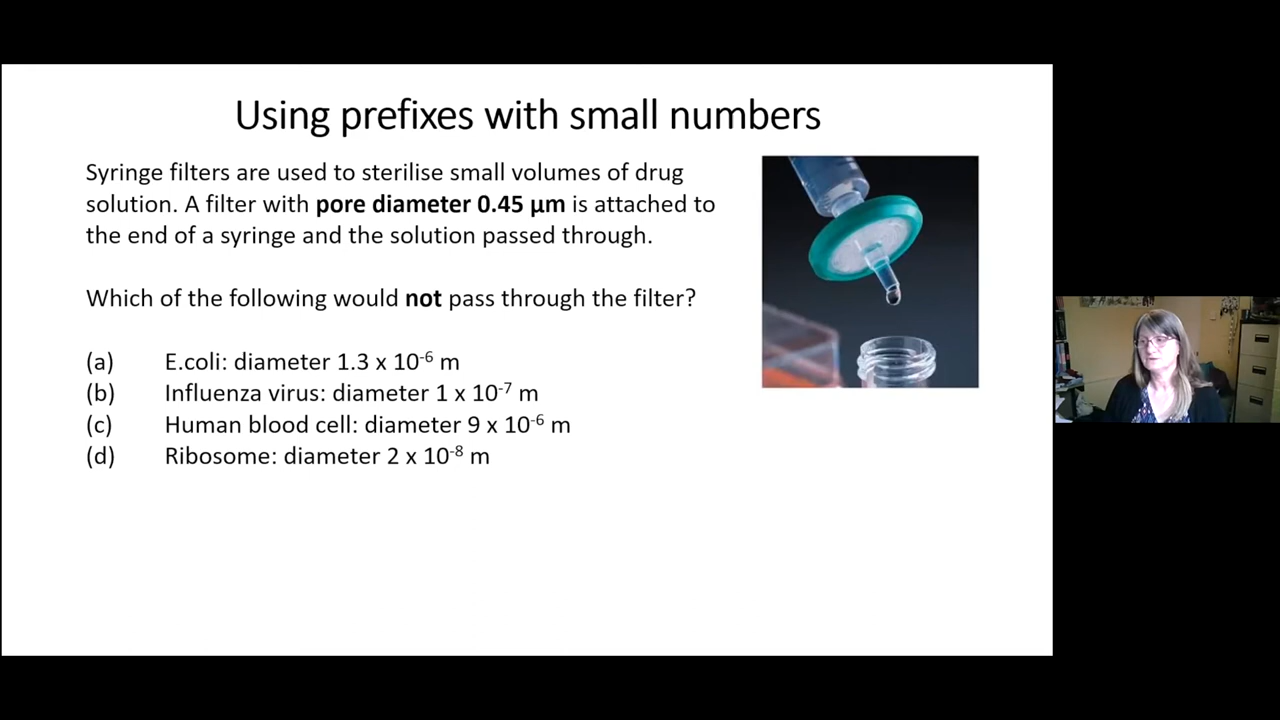 Using prefixes with small numbers
Syringe filters are used to sterilise small volumes of drug
solution. A filter with pore diameter 0.45 µm is attached to
the end of a syringe and the solution passed through.
Which of the following would not pass through the filter?
(a) E.coli: diameter 1.3 x 10⁻⁶ m
(b) Influenza virus: diameter 1 x 10⁻⁷ m
(c) Human blood cell: diameter 9 x 10⁻⁶ m
(d) Ribosome: diameter 2 x 10⁻⁸ m